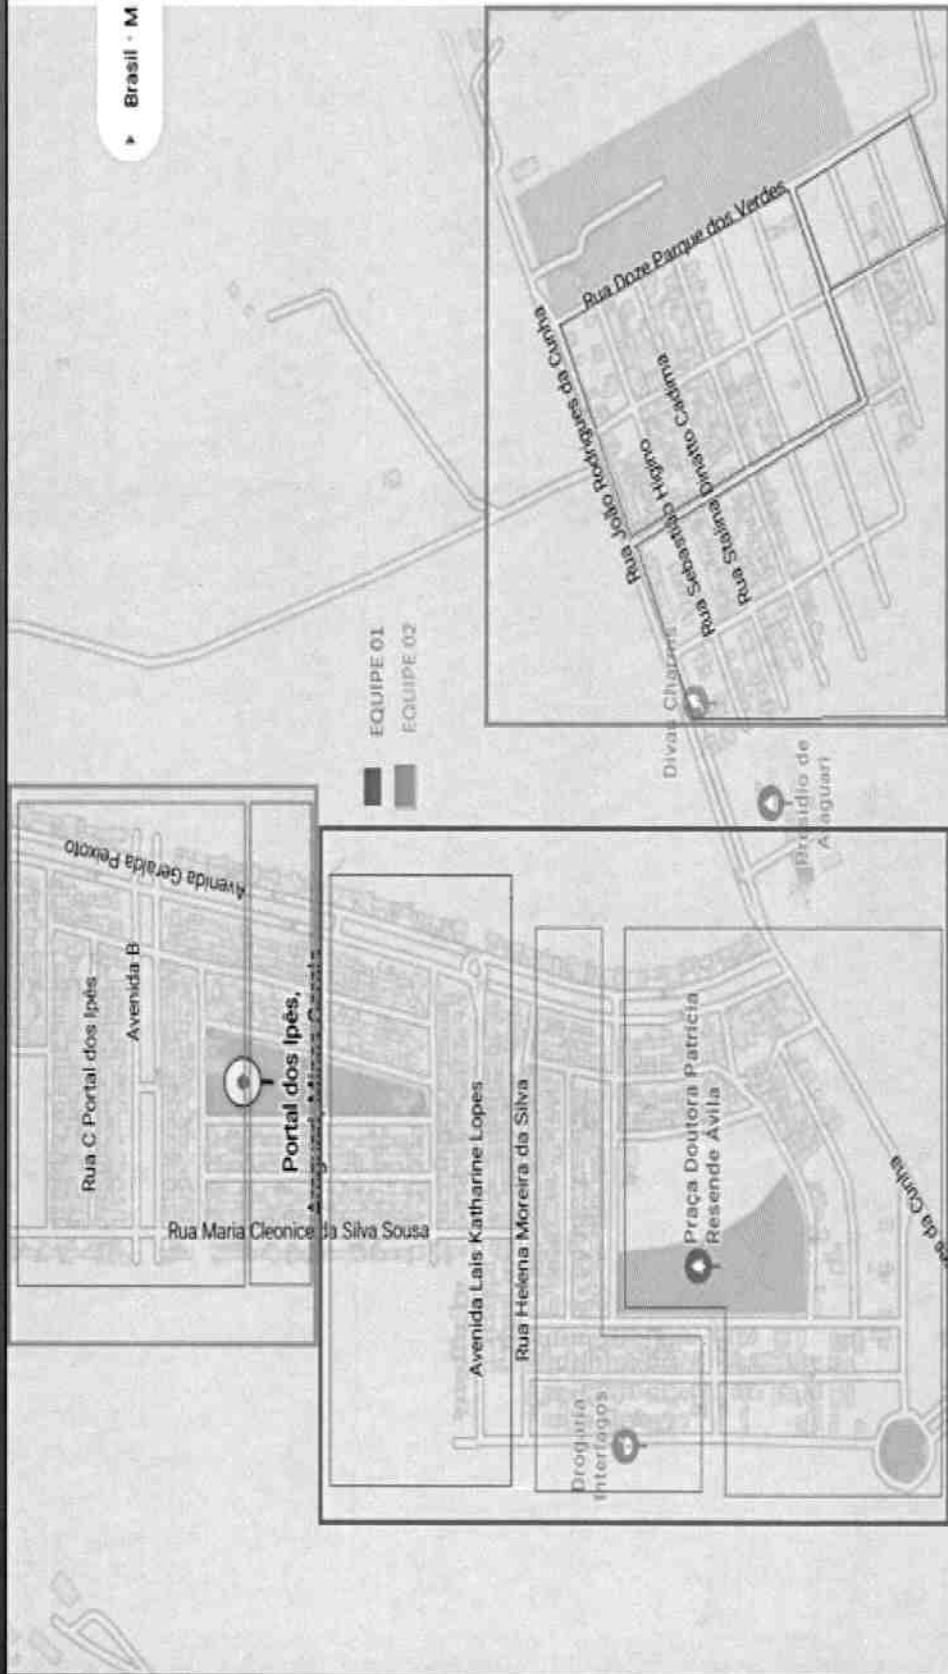 Brasil · M
Avenida Geralda Peixoto
Rua C Portal dos Ipês
Avenida B
Portal dos Ipês,
Rua Maria Cleonice da Silva Sousa
EQUIPE 01
EQUIPE 02
Avenida Lais Katharine Lopes
Rua Helena Moreira da Silva
Drogaria
Interlagos
Praça Doutora Patrícia
Resende Ávila
da Cunha
Divas Charms
Presídio de
Araguari
Rua João Rodrigues da Cunha
Rua Doze Parque dos Verdes
Rua Sebastião Higino
Rua Stalina Dinatto Cadima